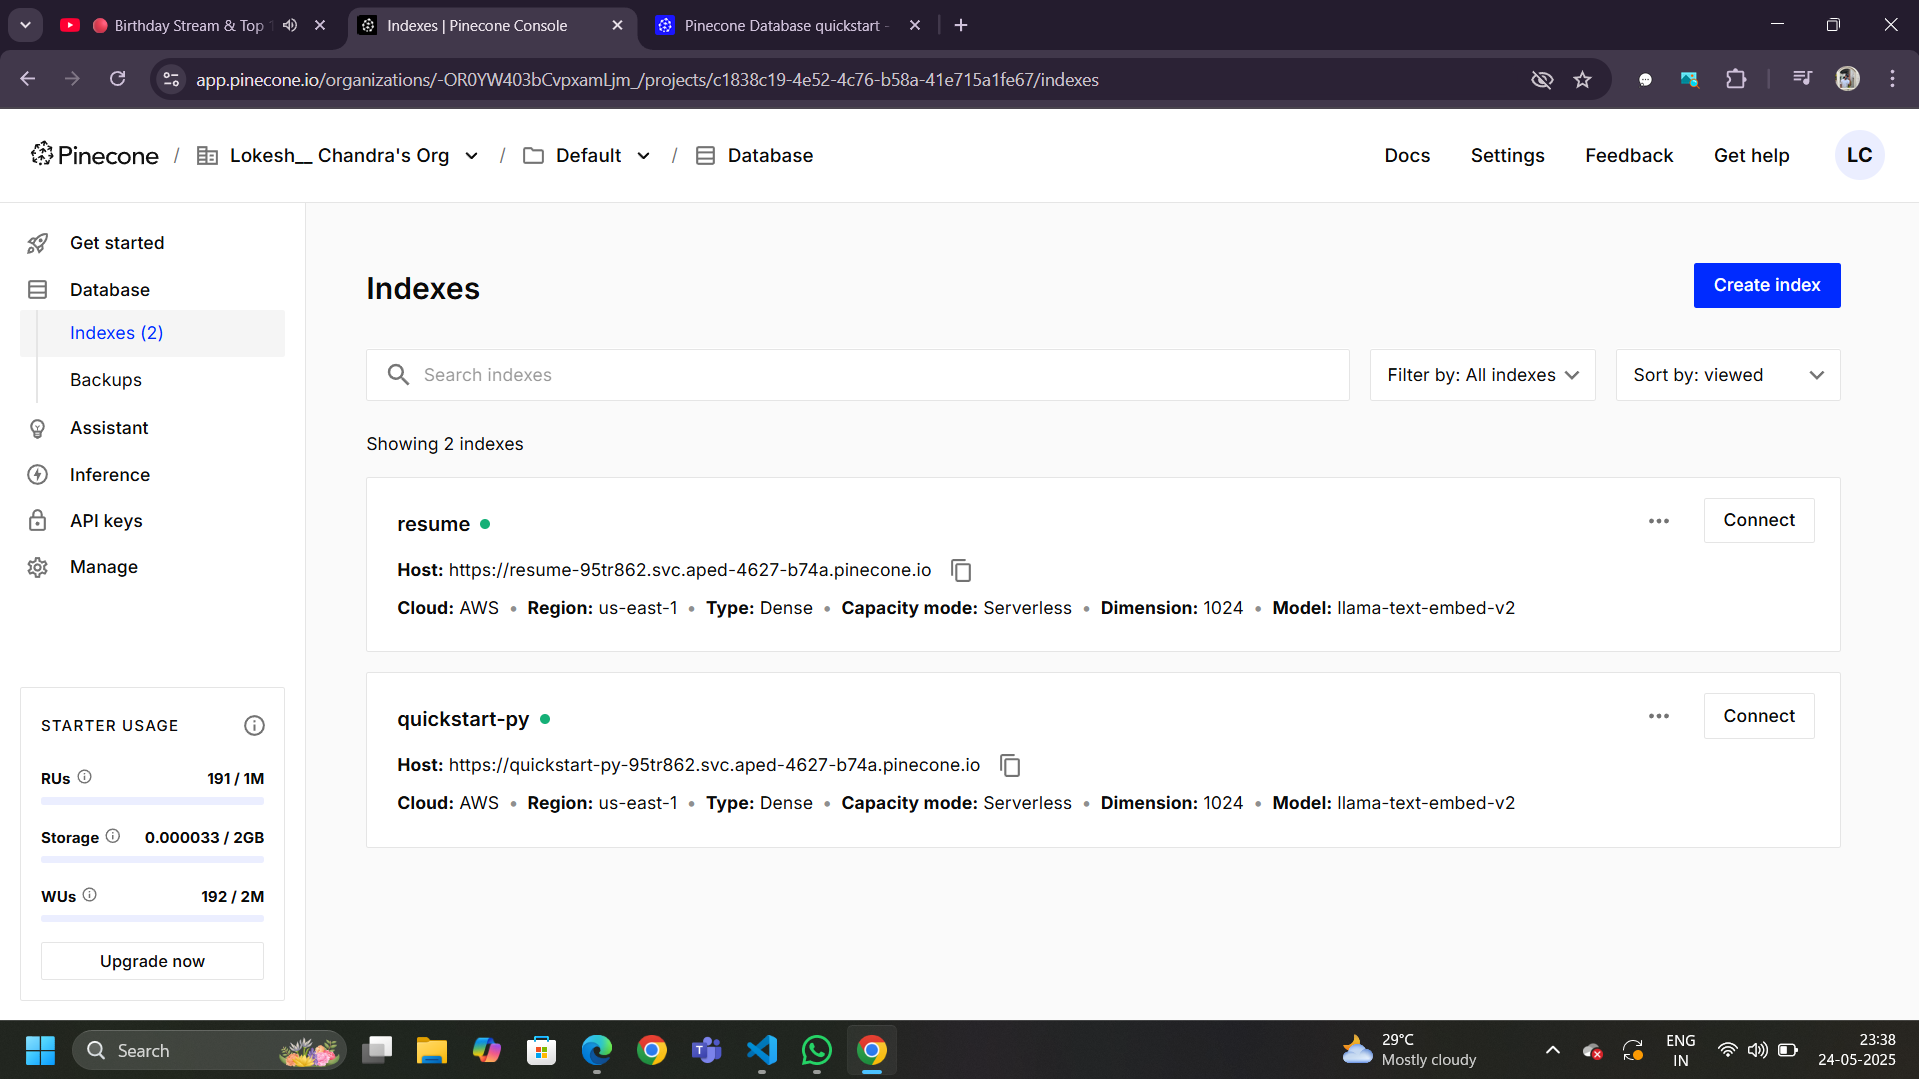 Birthday Stream & Top
Indexes | Pinecone Console
Pinecone Database quickstart -
app.pinecone.io/organizations/-OR0YW403bCvpxamLjm_/projects/c1838c19-4e52-4c76-b58a-41e715a1fe67/indexes
Pinecone / Lokesh__ Chandra's Org / Default / Database
Docs Settings Feedback Get help LC
Get started
Database
Indexes (2)
Backups
Assistant
Inference
API keys
Manage
STARTER USAGE
RUs 191 / 1M
Storage 0.000033 / 2GB
WUs 192 / 2M
Upgrade now
Indexes
Create index
Search indexes
Filter by: All indexes
Sort by: viewed
Showing 2 indexes
resume
Connect
Host: https://resume-95tr862.svc.aped-4627-b74a.pinecone.io
Cloud: AWS • Region: us-east-1 • Type: Dense • Capacity mode: Serverless • Dimension: 1024 • Model: llama-text-embed-v2
quickstart-py
Connect
Host: https://quickstart-py-95tr862.svc.aped-4627-b74a.pinecone.io
Cloud: AWS • Region: us-east-1 • Type: Dense • Capacity mode: Serverless • Dimension: 1024 • Model: llama-text-embed-v2
Search
29°C
Mostly cloudy
ENG
IN
23:38
24-05-2025